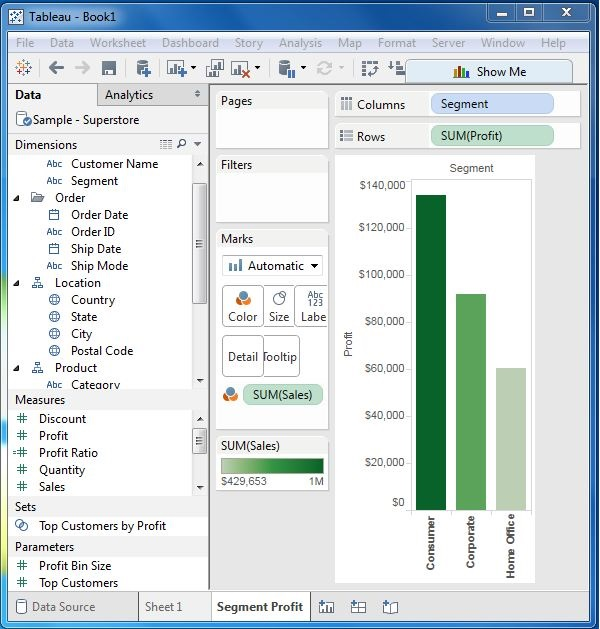 Tableau - Book1
File Data Worksheet Dashboard Story Analysis Map Format Server Window Help
Show Me
Data
Analytics
Sample - Superstore
Dimensions
Abc Customer Name
Abc Segment
Order
Order Date
Abc Order ID
Ship Date
Abc Ship Mode
Location
Country
State
City
Postal Code
Product
Abc Category
Measures
Discount
Profit
Profit Ratio
Quantity
Sales
Sets
Top Customers by Profit
Parameters
Profit Bin Size
Top Customers
Pages
Filters
Marks
Automatic
Color
Size
Abc
123
Labe
Detail
Tooltip
SUM(Sales)
SUM(Sales)
$429,653 1M
Columns Segment
Rows SUM(Profit)
Segment
Profit
$140,000
$120,000
$100,000
$80,000
$60,000
$40,000
$20,000
$0
Consumer
Corporate
Home Office
Data Source
Sheet 1
Segment Profit